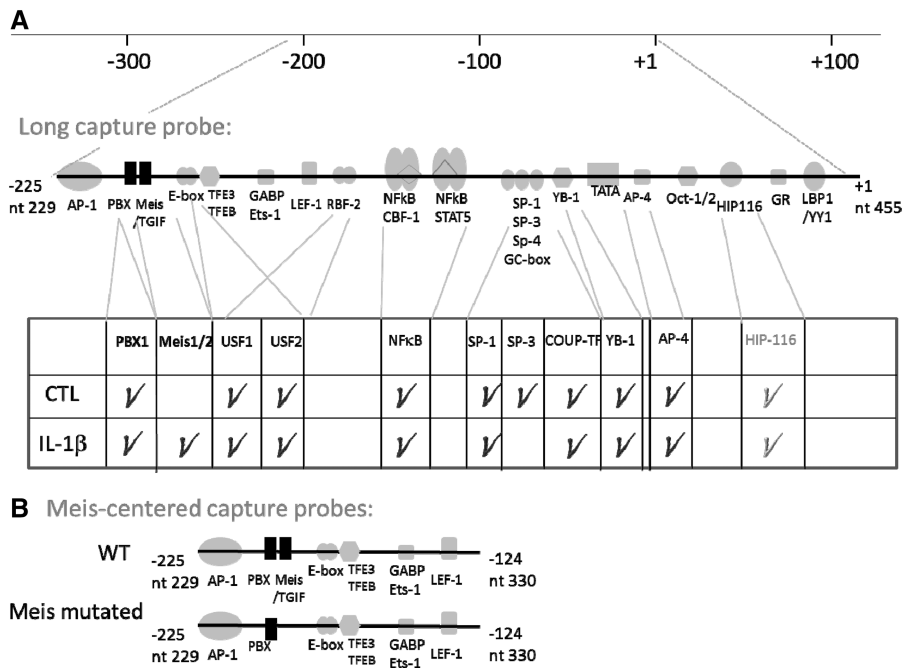 A
-300 -200 -100 +1 +100
Long capture probe:
-225
nt 229
AP-1
PBX Meis
/TGIF
E-box
TFE3
TFEB
GABP
Ets-1
LEF-1
RBF-2
NFkB
CBF-1
NFkB
STAT5
SP-1
SP-3
Sp-4
GC-box
YB-1
TATA
AP-4
Oct-1/2
HIP116
GR
LBP1
/YY1
+1
nt 455
PBX1 Meis1/2 USF1 USF2 NFκB SP-1 SP-3 COUP-TF YB-1 AP-4 HIP-116
CTL V V V V V V V V V V
IL-1β V V V V V V V V V V
B Meis-centered capture probes:
WT
-225
nt 229
AP-1
PBX Meis
/TGIF
E-box
TFE3
TFEB
GABP
Ets-1
LEF-1
-124
nt 330
Meis mutated
-225
nt 229
AP-1
PBX
E-box
TFE3
TFEB
GABP
Ets-1
LEF-1
-124
nt 330